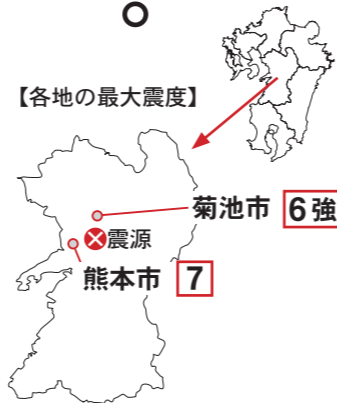 【各地の最大震度】
菊池市 6強
震源
熊本市 7